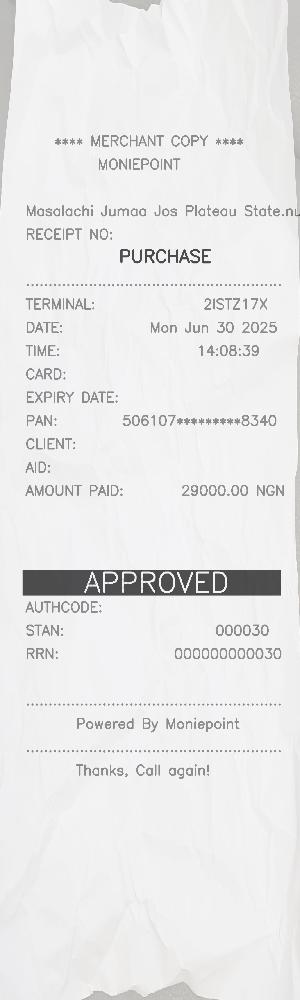 **** MERCHANT COPY ****
MONIEPOINT
Masalachi Jumaa Jos Plateau State.nu
RECEIPT NO:
PURCHASE
TERMINAL: 2ISTZ17X
DATE: Mon Jun 30 2025
TIME: 14:08:39
CARD:
EXPIRY DATE:
PAN: 506107*********8340
CLIENT:
AID:
AMOUNT PAID: 29000.00 NGN
APPROVED
AUTHCODE:
STAN: 000030
RRN: 000000000030
Powered By Moniepoint
Thanks, Call again!